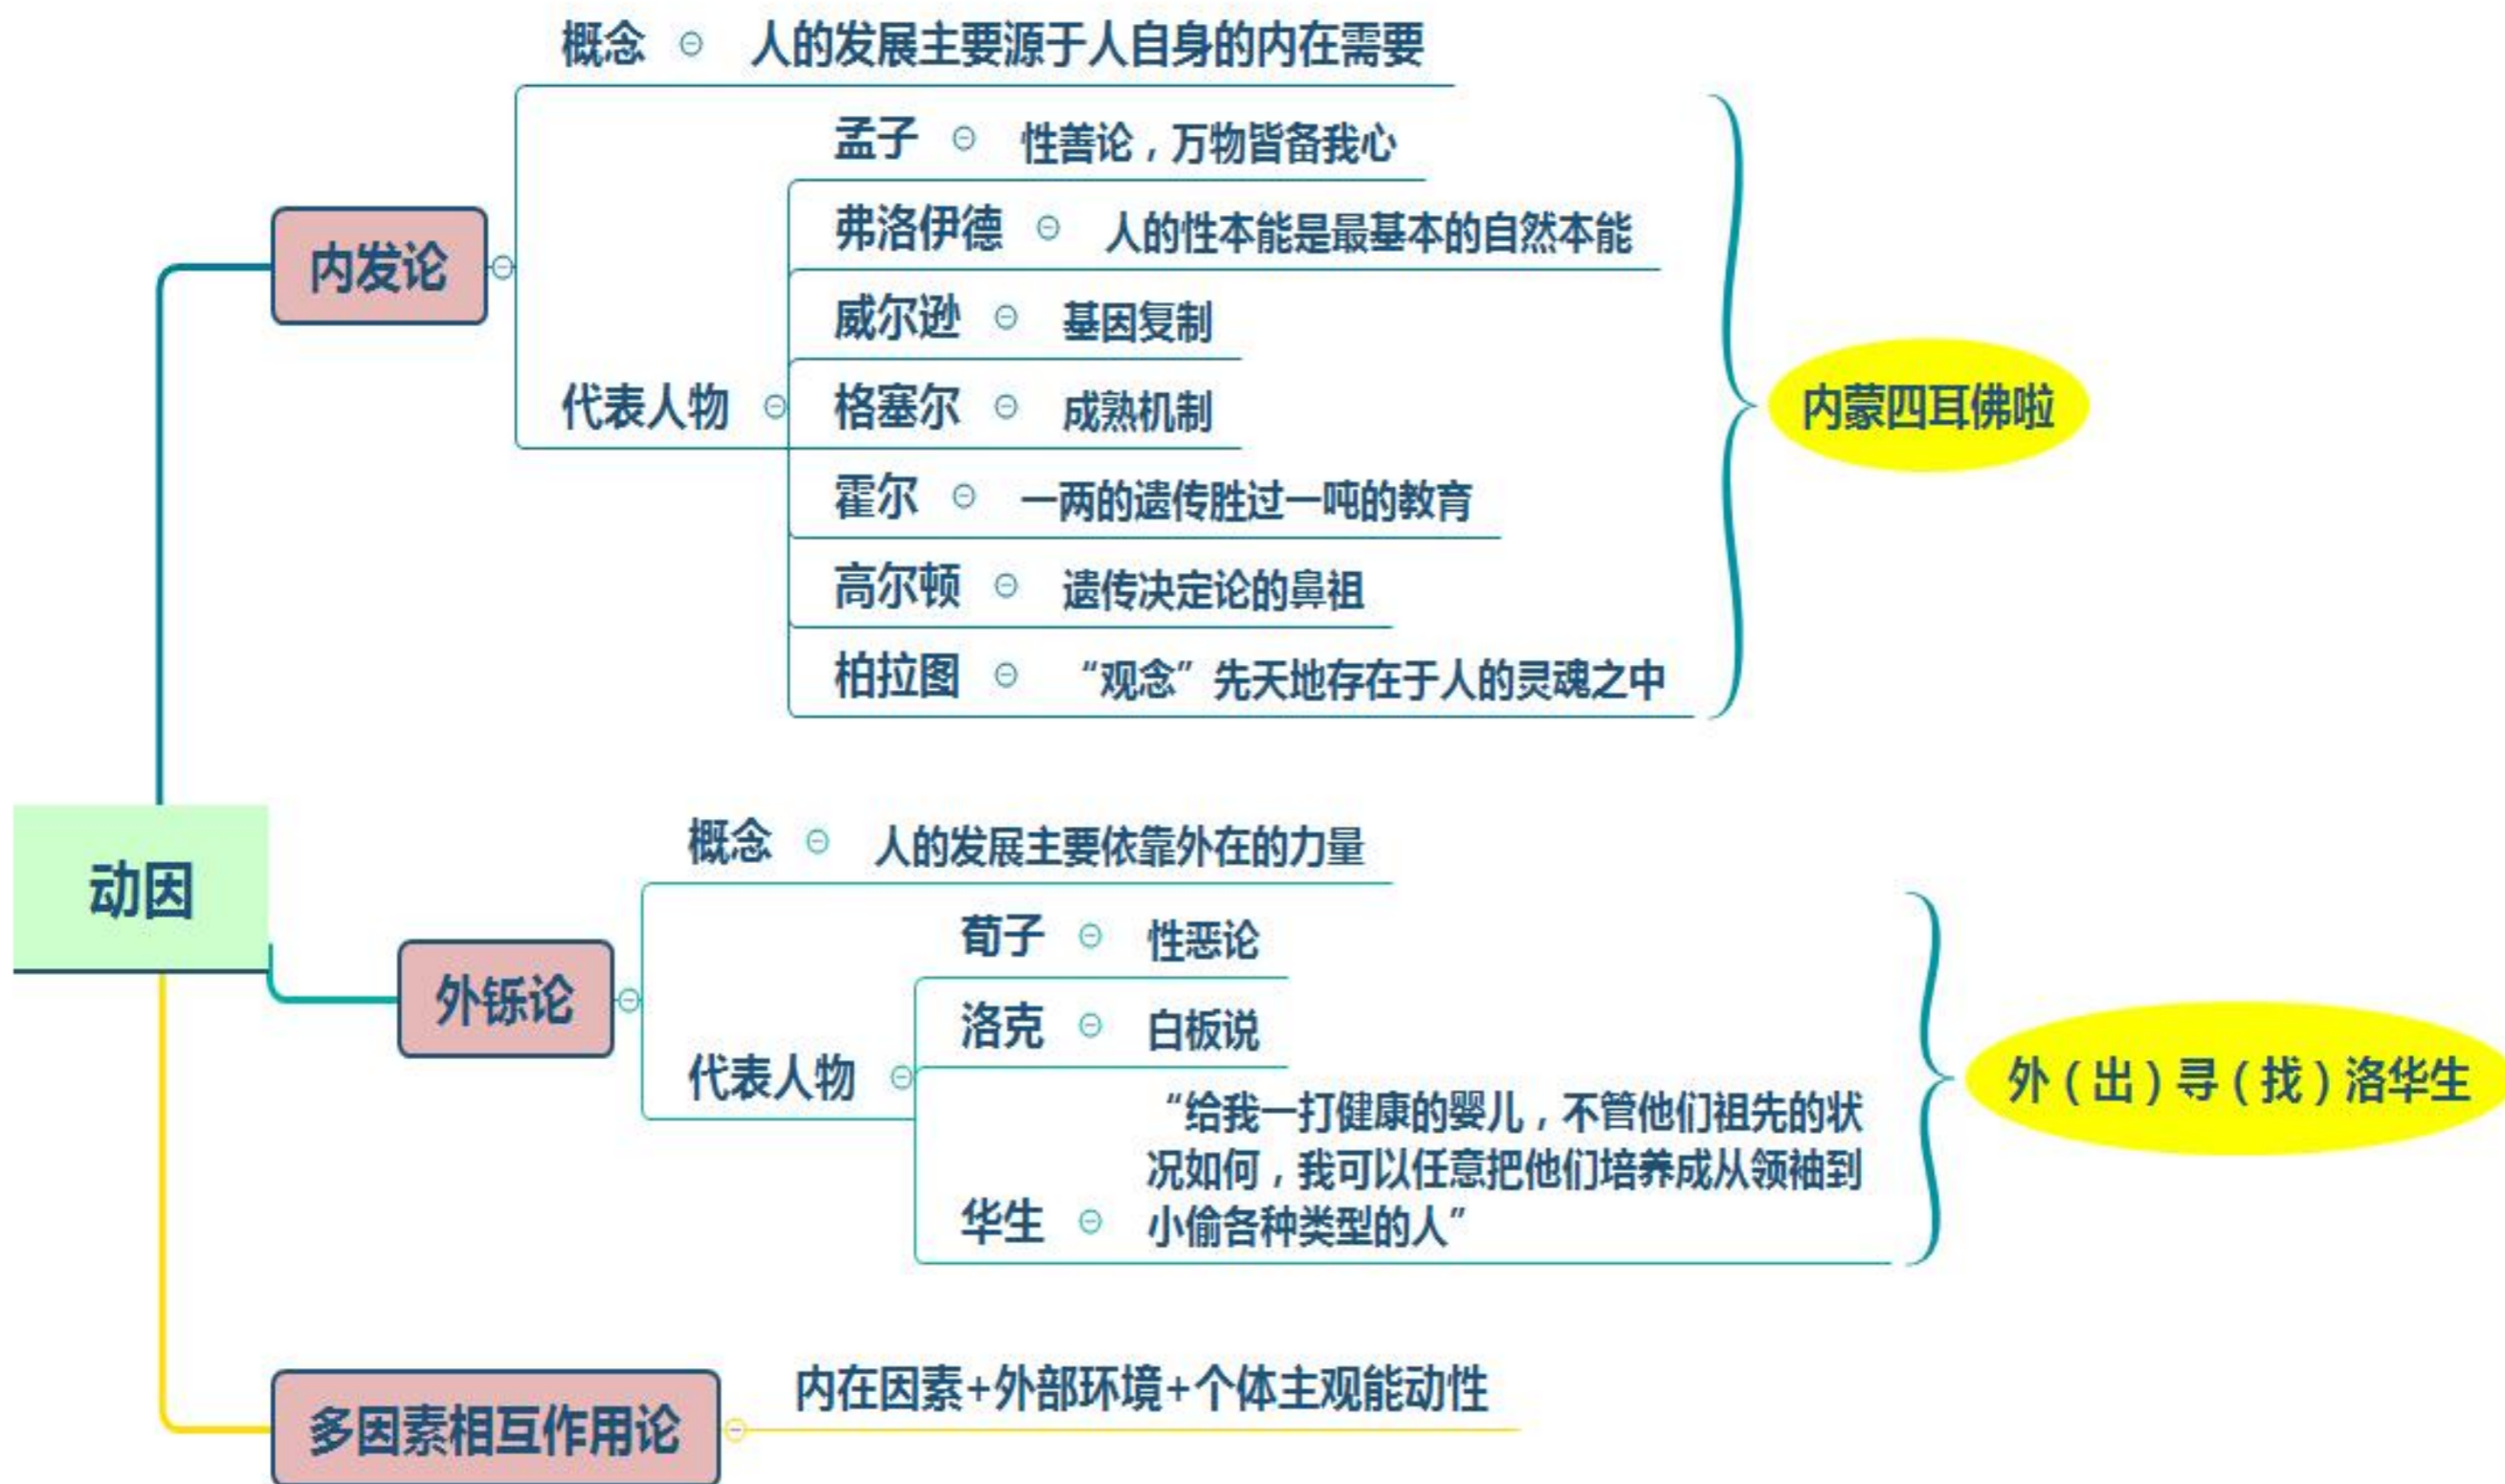 动因
内发论
概念
人的发展主要源于人自身的内在需要
代表人物
孟子
性善论，万物皆备我心
弗洛伊德
人的性本能是最基本的自然本能
威尔逊
基因复制
格塞尔
成熟机制
霍尔
一两的遗传胜过一吨的教育
高尔顿
遗传决定论的鼻祖
柏拉图
“观念”先天地存在于人的灵魂之中
内蒙四耳佛啦
外铄论
概念
人的发展主要依靠外在的力量
代表人物
荀子
性恶论
洛克
白板说
华生
“给我一打健康的婴儿，不管他们祖先的状
况如何，我可以任意把他们培养成从领袖到
小偷各种类型的人”
外（出）寻（找）洛华生
多因素相互作用论
内在因素+外部环境+个体主观能动性